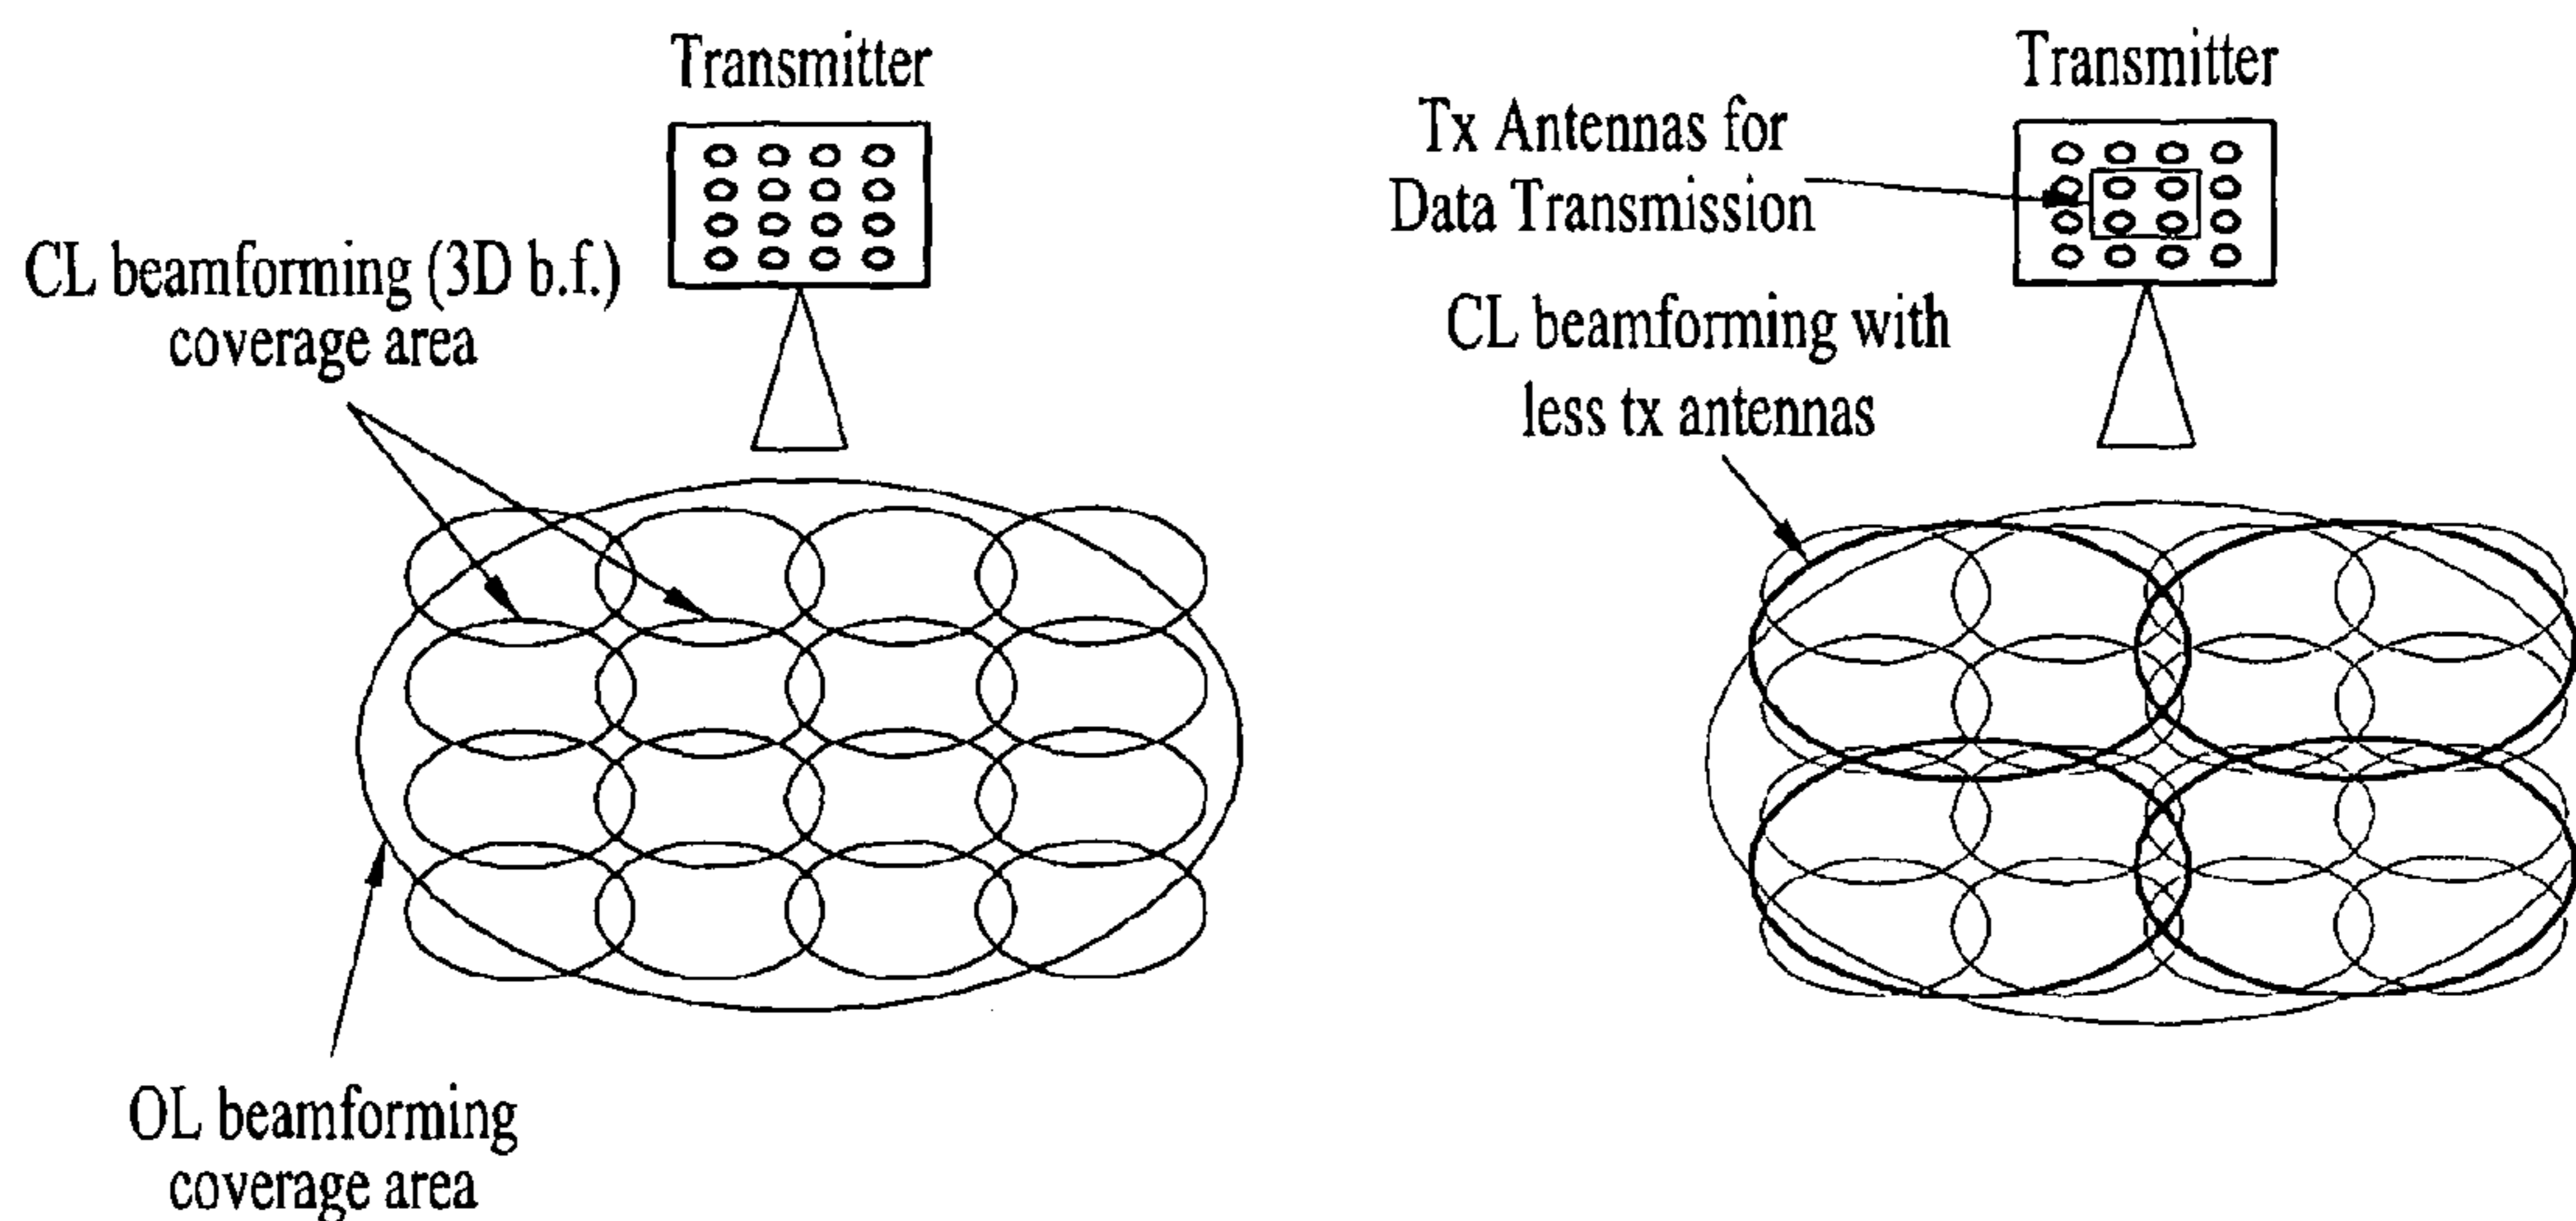 Transmitter
CL beamforming (3D b.f.)
coverage area
OL beamforming
coverage area
Transmitter
Tx Antennas for
Data Transmission
CL beamforming with
less tx antennas